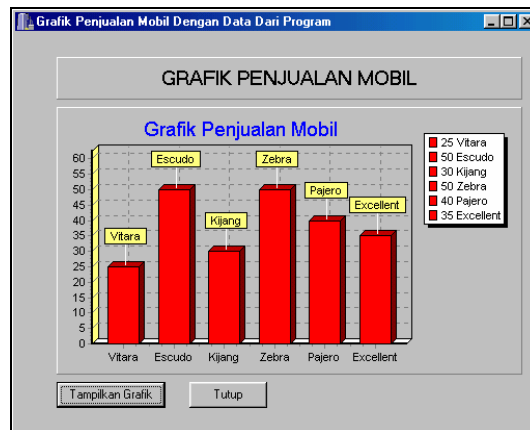 Grafik Penjualan Mobil Dengan Data Dari Program
GRAFIK PENJUALAN MOBIL
Grafik Penjualan Mobil
60
55
50
45
40
35
30
25
20
15
10
5
0
Vitara
Escudo
Kijang
Zebra
Pajero
Excellent
Vitara Escudo Kijang Zebra Pajero Excellent
25 Vitara
50 Escudo
30 Kijang
50 Zebra
40 Pajero
35 Excellent
Tampilkan Grafik Tutup